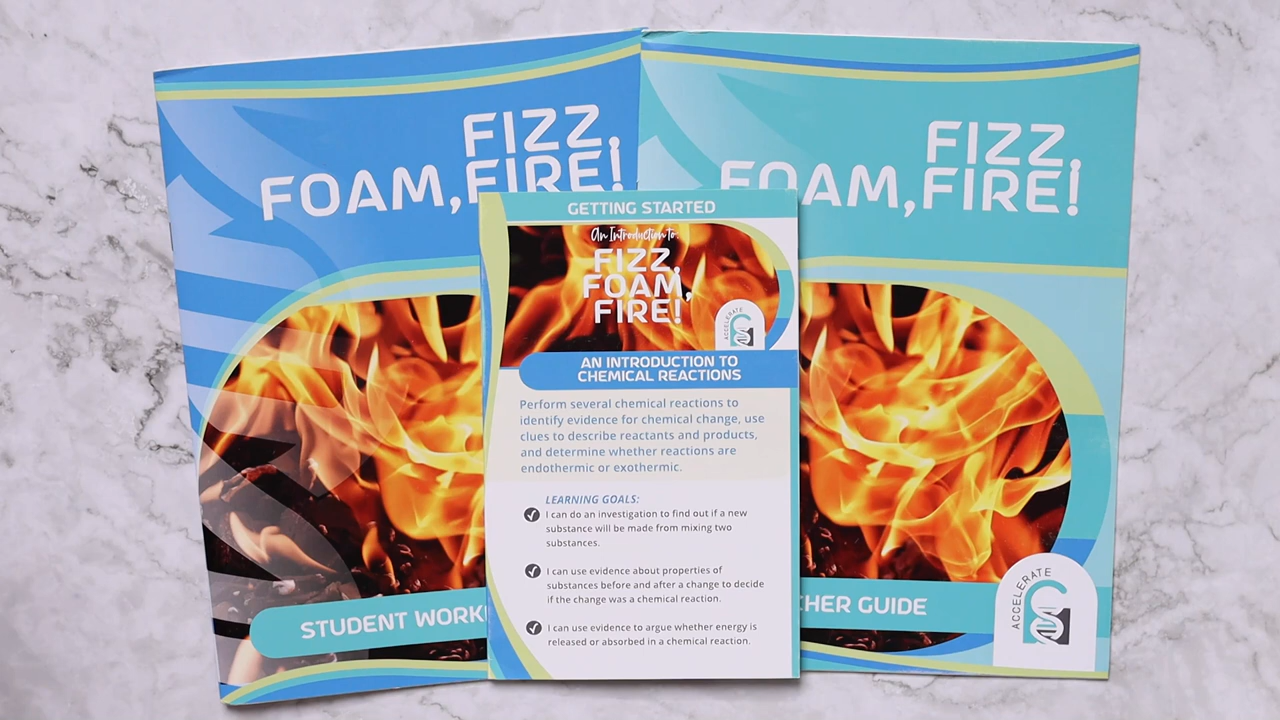 FIZZ,
FOAM, FIRE!
STUDENT
FIZZ,
FOAM, FIRE!
GUIDE
ACCELERATE
GETTING STARTED
An Introduction to:
FIZZ,
FOAM,
FIRE!
ACCELERATE
AN INTRODUCTION TO
CHEMICAL REACTIONS
Perform several chemical reactions to
identify evidence for chemical change, use
clues to describe reactants and products,
and determine whether reactions are
endothermic or exothermic.
LEARNING GOALS:
I can do an investigation to find out if a new
substance will be made from mixing two
substances.
I can use evidence about properties of
substances before and after a change to decide
if the change was a chemical reaction.
I can use evidence to argue whether energy is
released or absorbed in a chemical reaction.